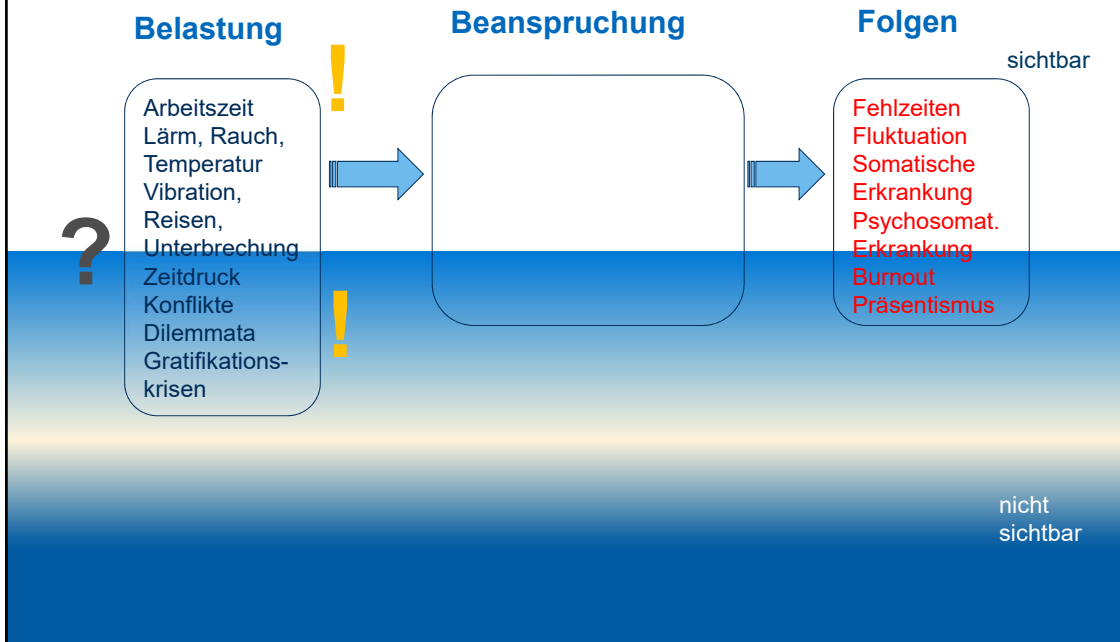 Belastung
Beanspruchung
Folgen
sichtbar
!
Arbeitszeit
Lärm, Rauch,
Temperatur
Vibration,
Reisen,
Unterbrechung
Zeitdruck
Konflikte
Dilemmata
Gratifikations-
krisen
?
!
Fehlzeiten
Fluktuation
Somatische
Erkrankung
Psychosomat.
Erkrankung
Burnout
Präsentismus
nicht
sichtbar